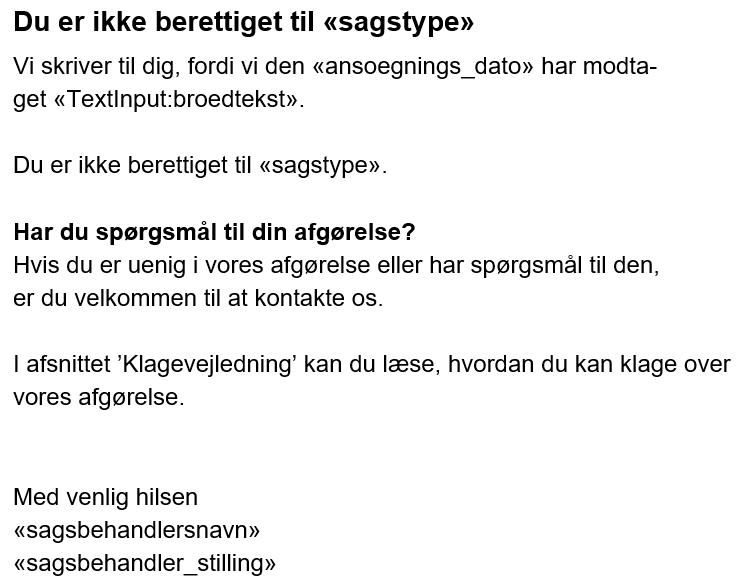 Du er ikke berettiget til «sagstype»
Vi skriver til dig, fordi vi den «ansoegnings_dato» har modta-
get «TextInput:broedtekst».
Du er ikke berettiget til «sagstype».
Har du spørgsmål til din afgørelse?
Hvis du er uenig i vores afgørelse eller har spørgsmål til den,
er du velkommen til at kontakte os.
I afsnittet ’Klagevejledning’ kan du læse, hvordan du kan klage over
vores afgørelse.
Med venlig hilsen
«sagsbehandlersnavn»
«sagsbehandler_stilling»